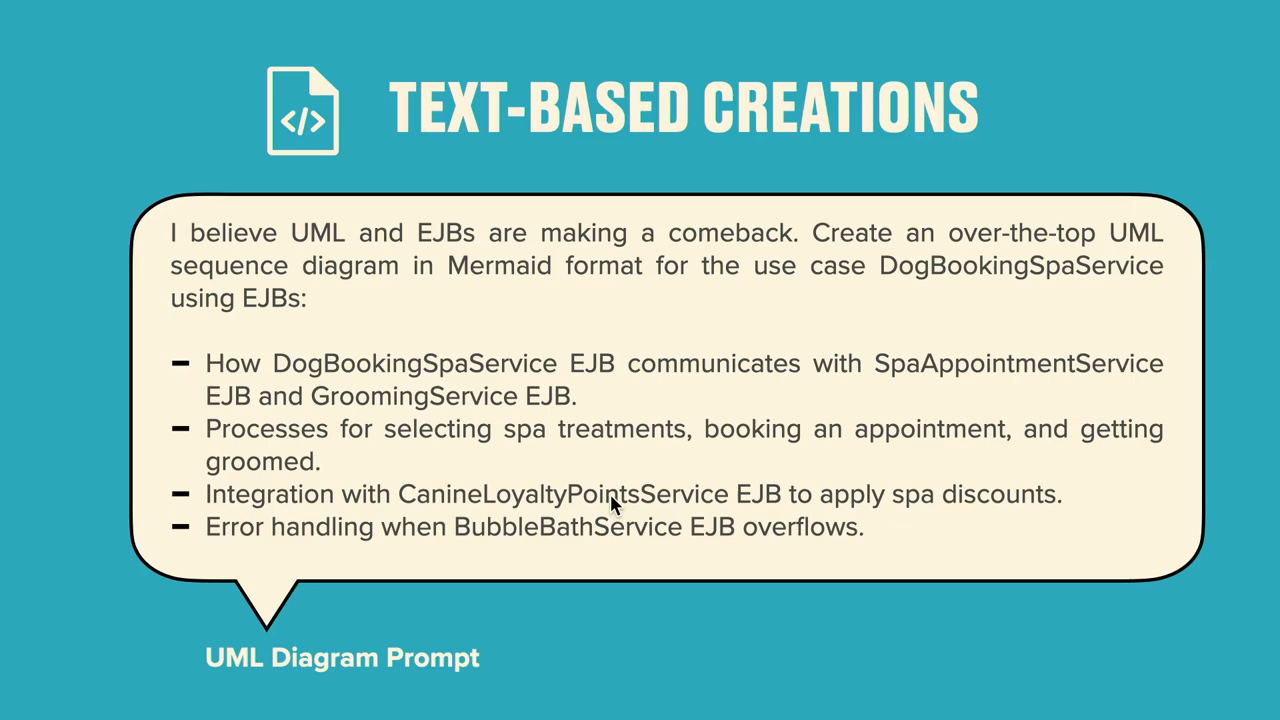 </>
TEXT-BASED CREATIONS
I believe UML and EJBs are making a comeback. Create an over-the-top UML
sequence diagram in Mermaid format for the use case DogBookingSpaService
using EJBs:
– How DogBookingSpaService EJB communicates with SpaAppointmentService
EJB and GroomingService EJB.
– Processes for selecting spa treatments, booking an appointment, and getting
groomed.
– Integration with CanineLoyaltyPointsService EJB to apply spa discounts.
– Error handling when BubbleBathService EJB overflows.
UML Diagram Prompt